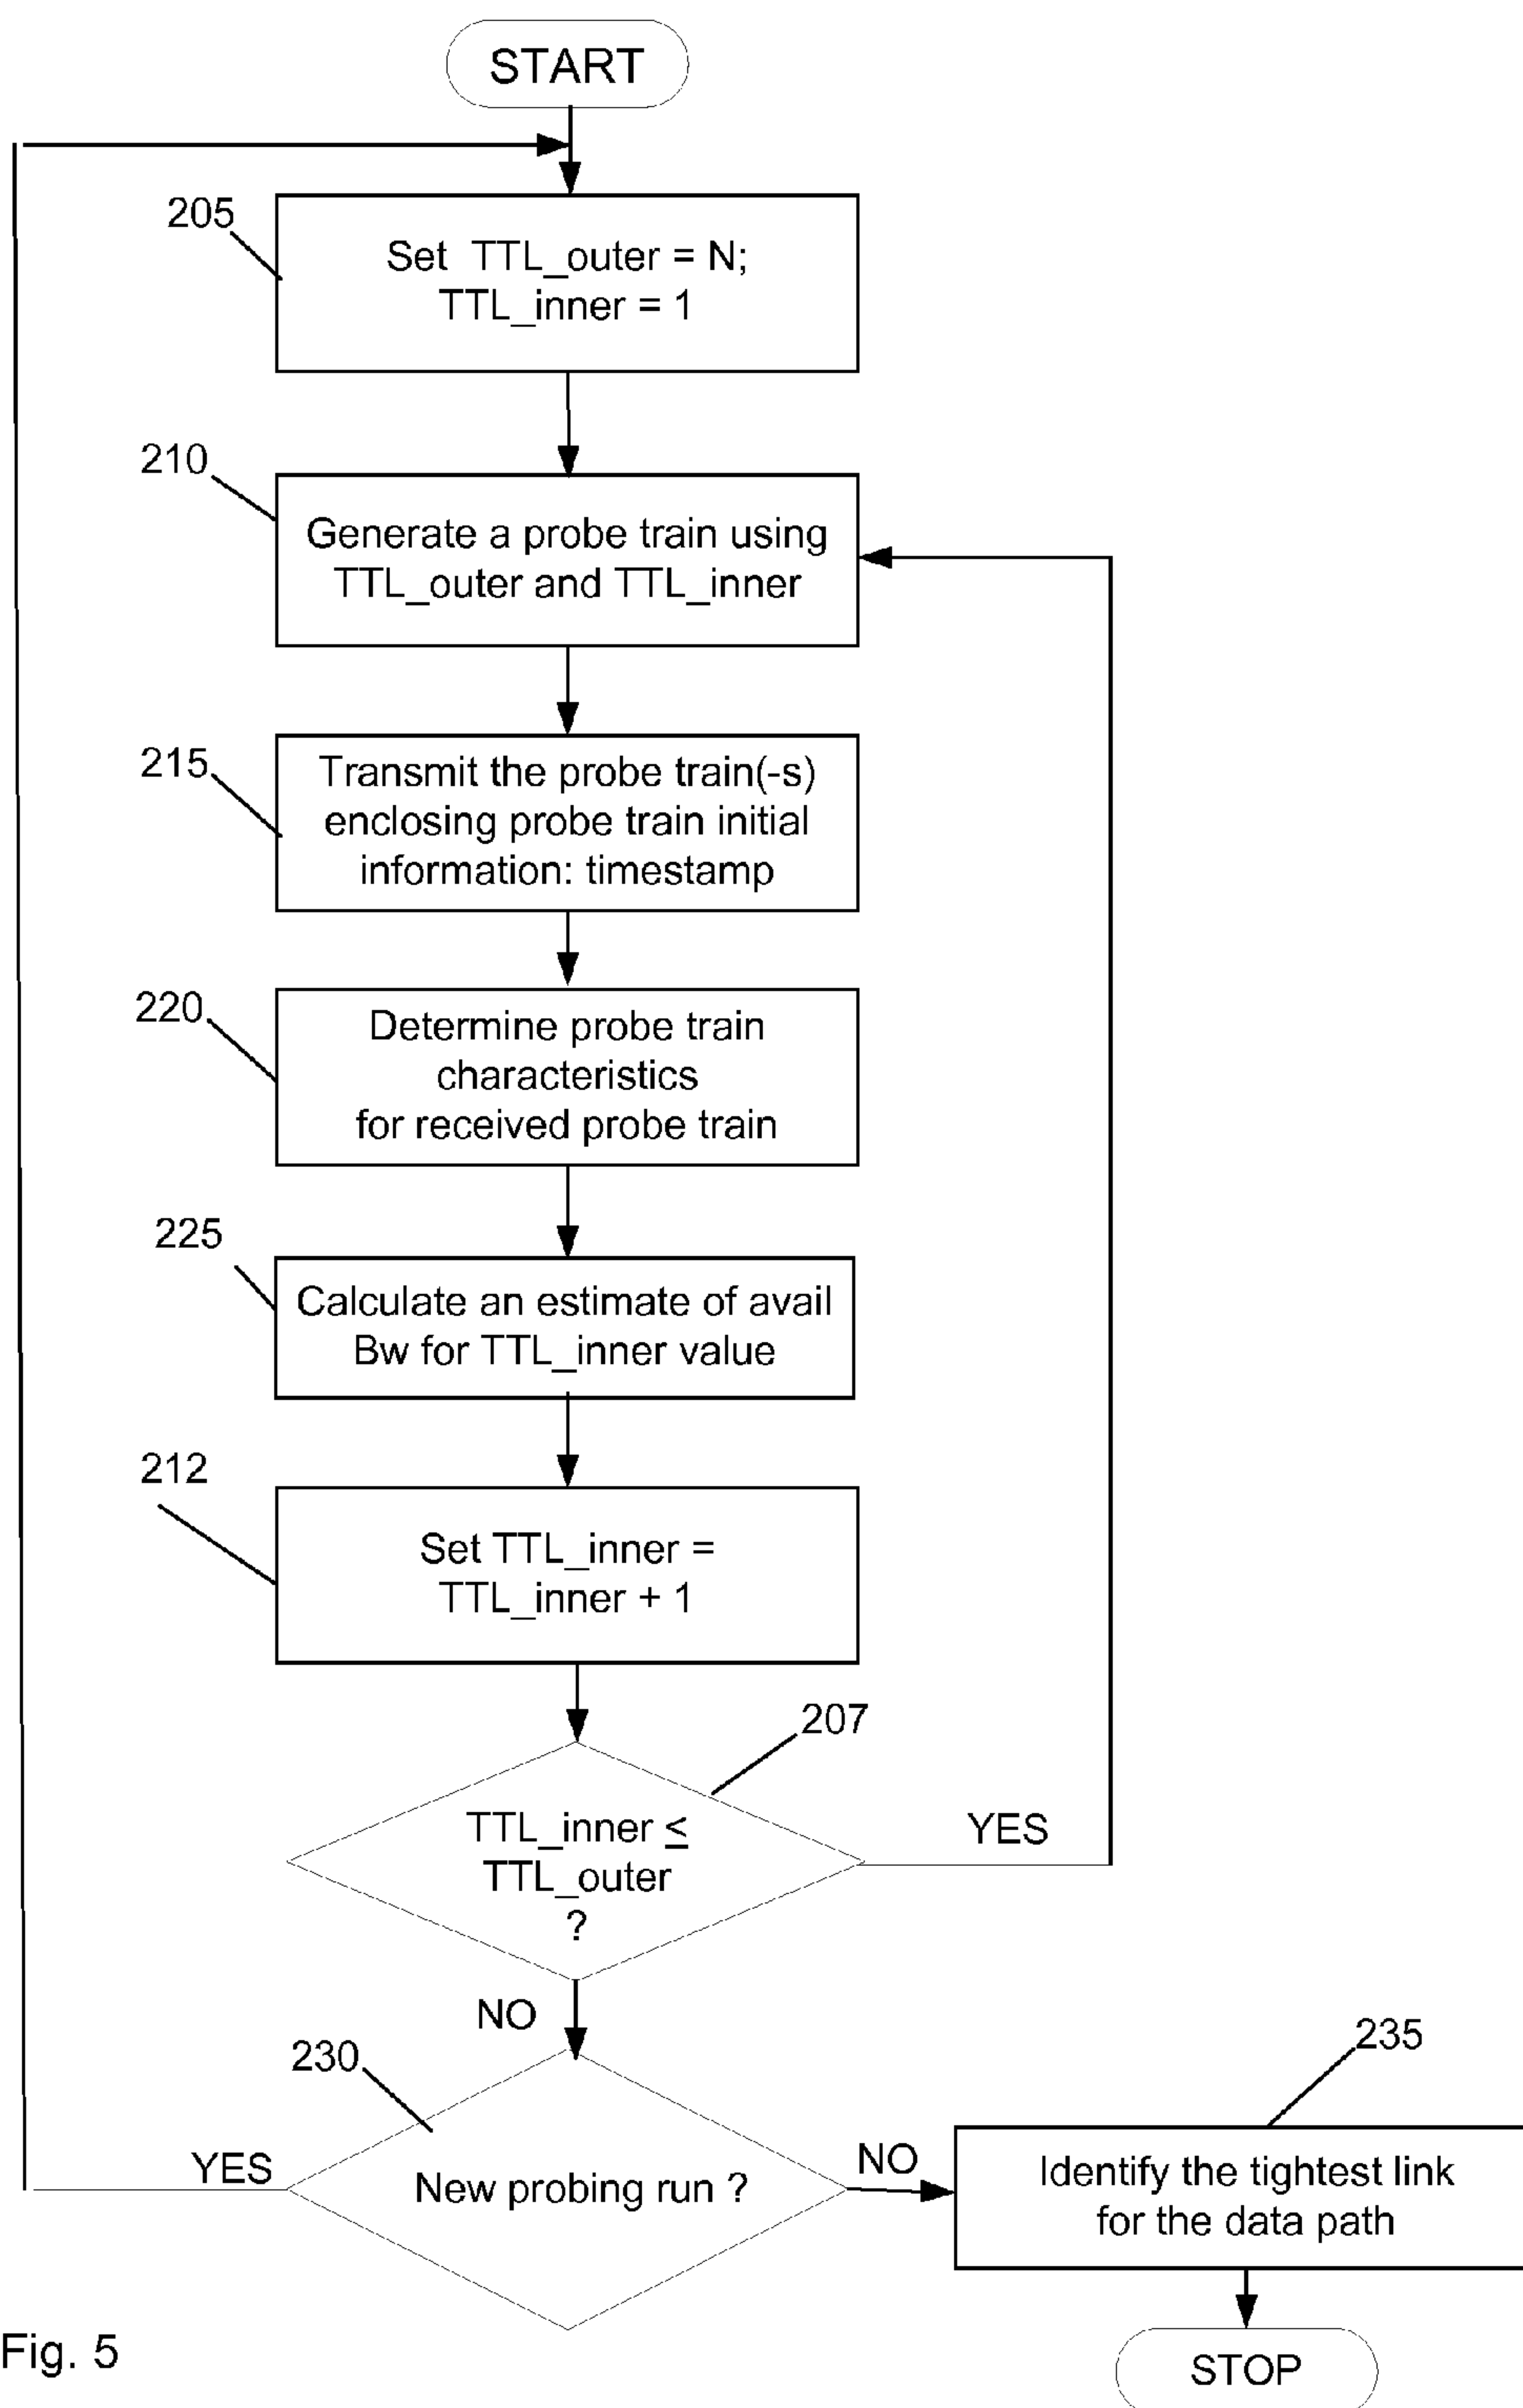 START
205
Set TTL_outer = N;
TTL_inner = 1
210
Generate a probe train using
TTL_outer and TTL_inner
215
Transmit the probe train(-s)
enclosing probe train initial
information: timestamp
220
Determine probe train
characteristics
for received probe train
225
Calculate an estimate of avail
Bw for TTL_inner value
212
Set TTL_inner =
TTL_inner + 1
207
TTL_inner ≤
TTL_outer
?
YES
NO
230
235
YES
New probing run ?
NO
Identify the tightest link
for the data path
Fig. 5
STOP